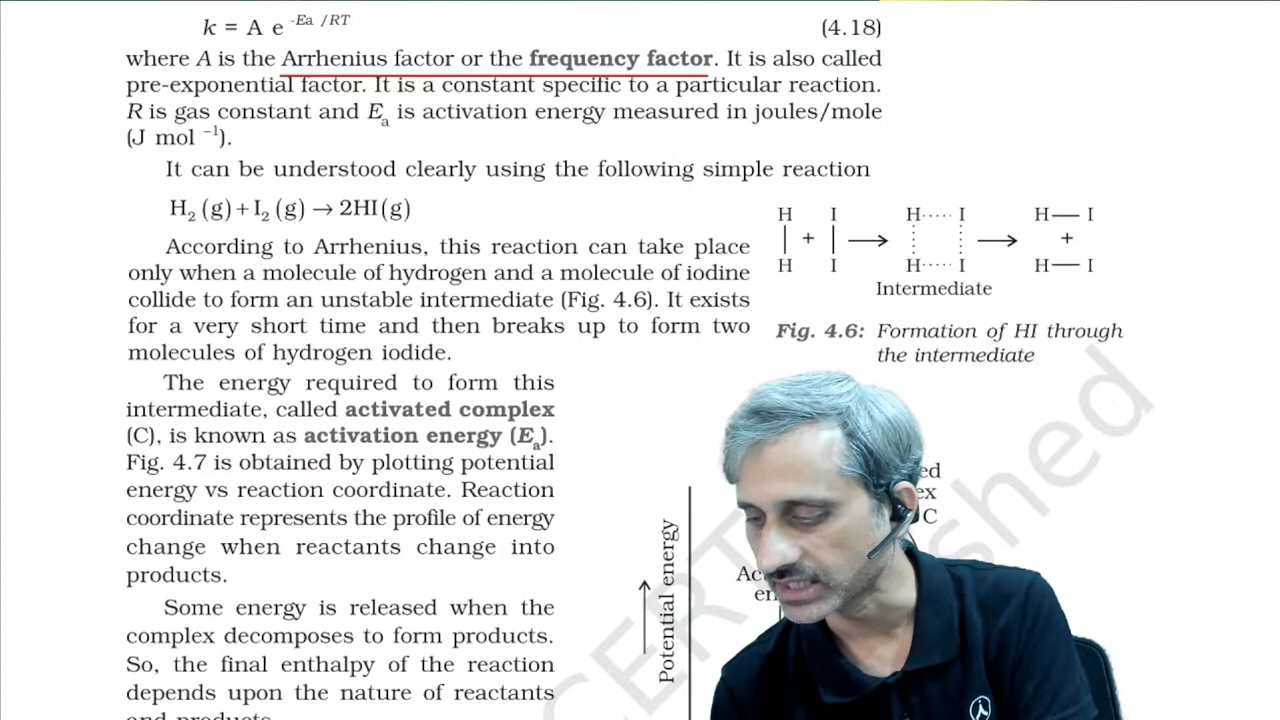 k = A e -Ea /RT (4.18)
where A is the Arrhenius factor or the frequency factor. It is also called
pre-exponential factor. It is a constant specific to a particular reaction.
R is gas constant and Ea is activation energy measured in joules/mole
(J mol –1).
It can be understood clearly using the following simple reaction
H2 (g) + I2 (g) → 2HI(g)
According to Arrhenius, this reaction can take place
only when a molecule of hydrogen and a molecule of iodine
collide to form an unstable intermediate (Fig. 4.6). It exists
for a very short time and then breaks up to form two
molecules of hydrogen iodide.
H I H I H I
+ +
H I H I H I
Intermediate
Fig. 4.6: Formation of HI through
the intermediate
The energy required to form this
intermediate, called activated complex
(C), is known as activation energy (Ea).
Fig. 4.7 is obtained by plotting potential
energy vs reaction coordinate. Reaction
coordinate represents the profile of energy
change when reactants change into
products.
Some energy is released when the
complex decomposes to form products.
So, the final enthalpy of the reaction
depends upon the nature of reactants
and products.
Potential energy
C